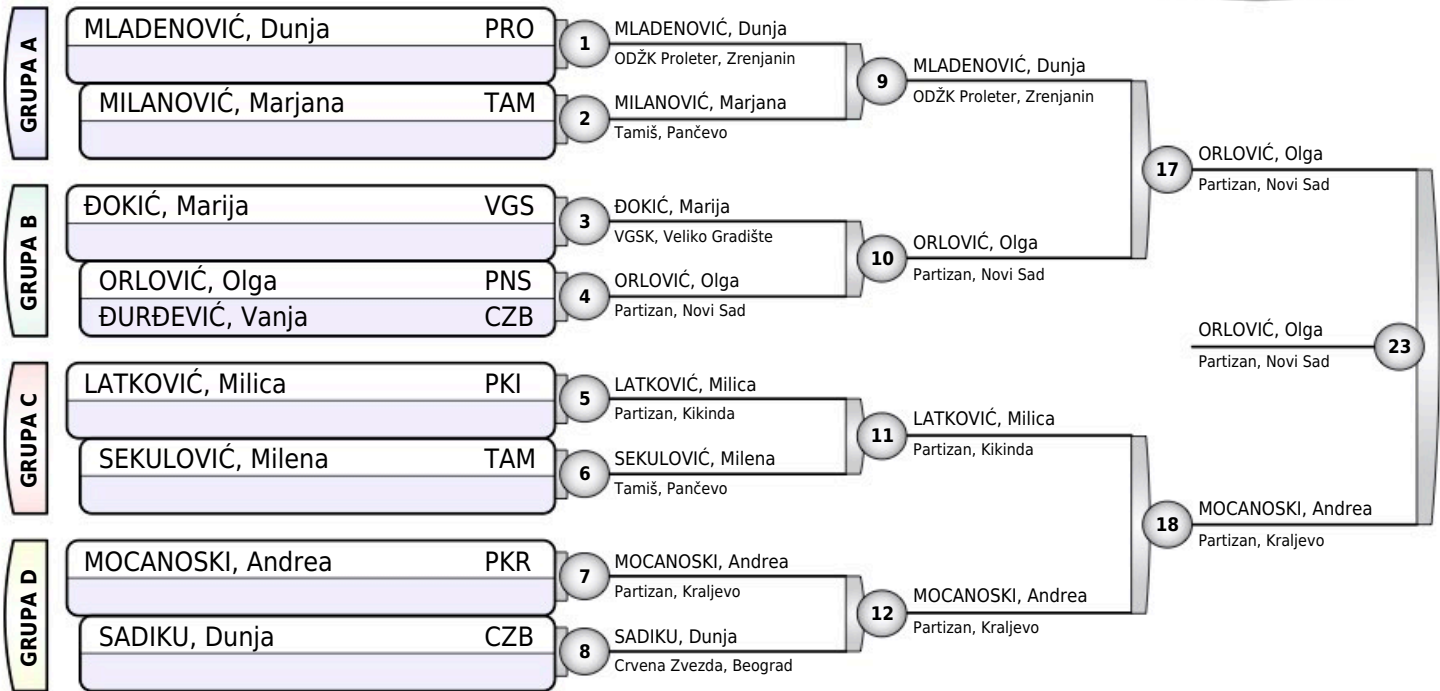 GRUPA A
MLADENOVIĆ, Dunja PRO
MILANOVIĆ, Marjana TAM
GRUPA B
ĐOKIĆ, Marija VGS
ORLOVIĆ, Olga PNS
ĐURĐEVIĆ, Vanja CZB
GRUPA C
LATKOVIĆ, Milica PKI
SEKULOVIĆ, Milena TAM
GRUPA D
MOCANOSKI, Andrea PKR
SADIKU, Dunja CZB
1
MLADENOVIĆ, Dunja
ODŽK Proleter, Zrenjanin
2
MILANOVIĆ, Marjana
Tamiš, Pančevo
3
ĐOKIĆ, Marija
VGSK, Veliko Gradište
4
ORLOVIĆ, Olga
Partizan, Novi Sad
5
LATKOVIĆ, Milica
Partizan, Kikinda
6
SEKULOVIĆ, Milena
Tamiš, Pančevo
7
MOCANOSKI, Andrea
Partizan, Kraljevo
8
SADIKU, Dunja
Crvena Zvezda, Beograd
9
MLADENOVIĆ, Dunja
ODŽK Proleter, Zrenjanin
10
ORLOVIĆ, Olga
Partizan, Novi Sad
11
LATKOVIĆ, Milica
Partizan, Kikinda
12
MOCANOSKI, Andrea
Partizan, Kraljevo
17
ORLOVIĆ, Olga
Partizan, Novi Sad
18
MOCANOSKI, Andrea
Partizan, Kraljevo
ORLOVIĆ, Olga
Partizan, Novi Sad
23